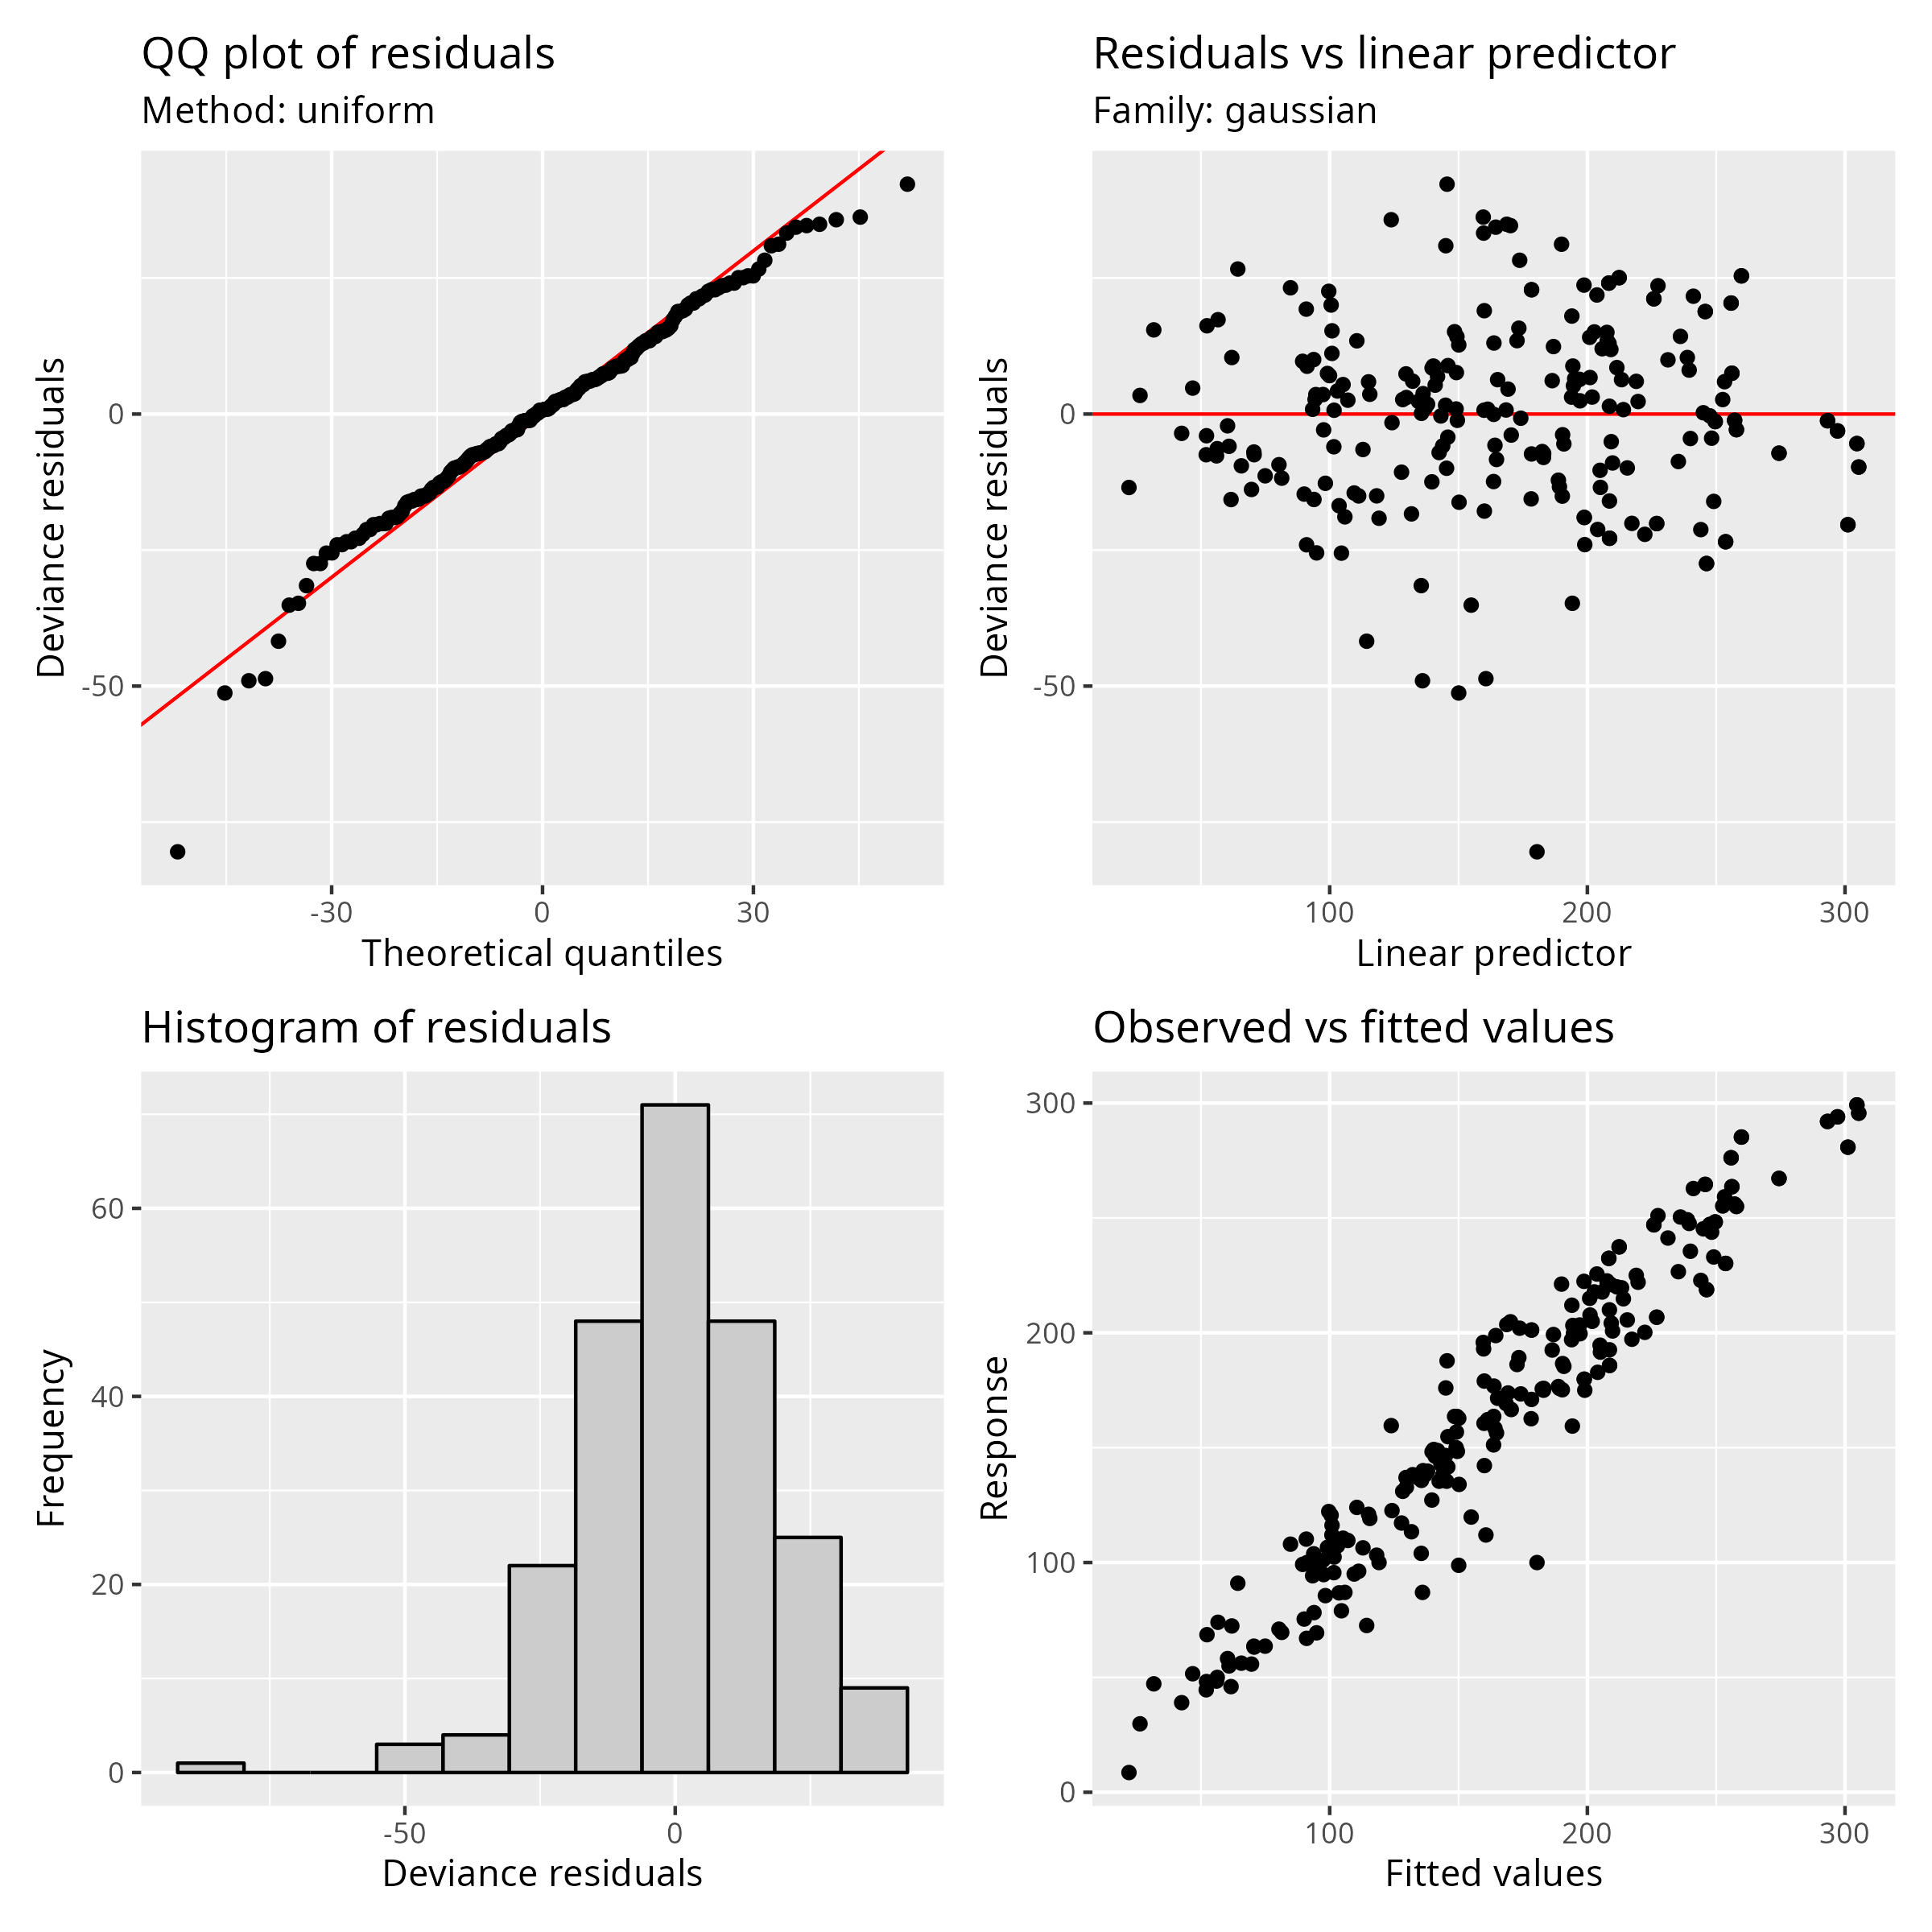 QQ plot of residuals
Method: uniform
Deviance residuals
0
-50
-30 0 30
Theoretical quantiles
Residuals vs linear predictor
Family: gaussian
Deviance residuals
0
-50
100 200 300
Linear predictor
Histogram of residuals
Frequency
60
40
20
0
-50 0
Deviance residuals
Observed vs fitted values
Response
300
200
100
0
100 200 300
Fitted values